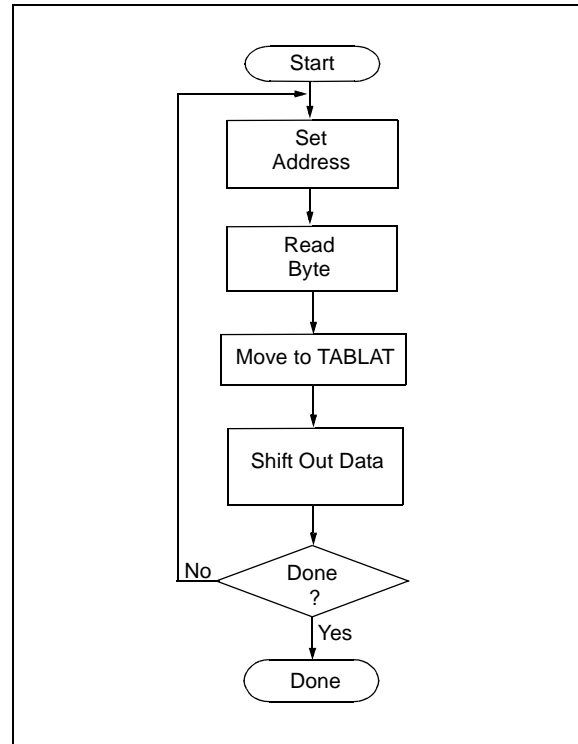 Start
Set
Address
Read
Byte
Move to TABLAT
Shift Out Data
No
Done
?
Yes
Done